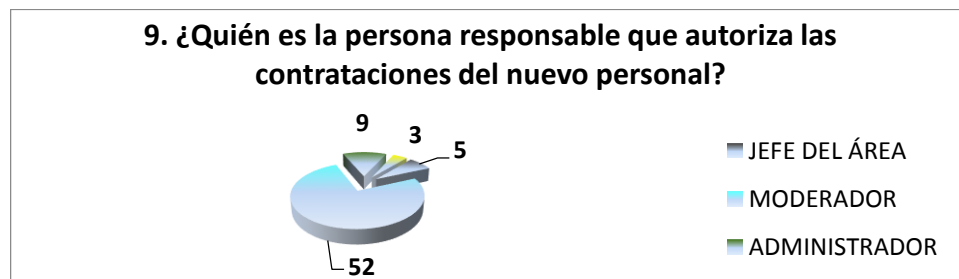 9. ¿Quién es la persona responsable que autoriza las
contrataciones del nuevo personal?
9
3
5
52
JEFE DEL ÁREA
MODERADOR
ADMINISTRADOR